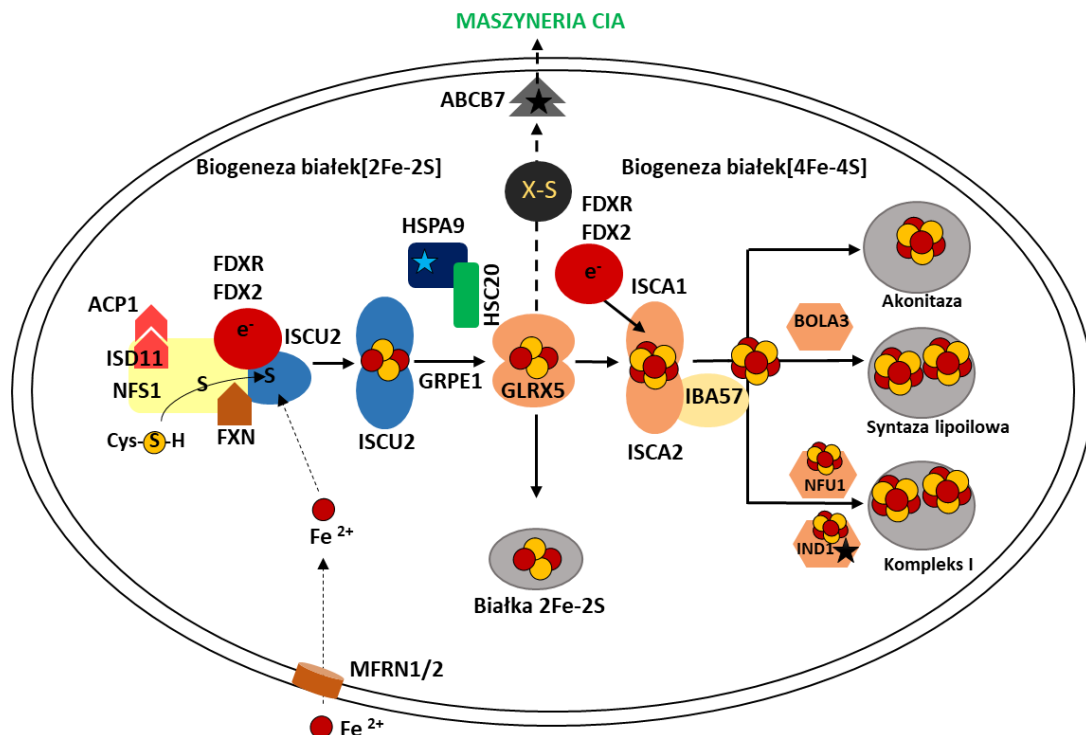 MASZYNERIA CIA
ABCB7
Biogeneza białek[2Fe-2S]
Biogeneza białek[4Fe-4S]
X-S
FDXR
FDX2
HSPA9
HSC20
e-
ISCA1
Akonitaza
FDXR
FDX2
ACP1
e-
ISCU2
BOLA3
ISD11
NFS1
S
S
GRPE1
GLRX5
IBA57
Syntaza lipoilowa
Cys-S-H
FXN
ISCU2
ISCA2
NFU1
IND1
Fe 2+
Kompleks I
Białka 2Fe-2S
MFRN1/2
Fe 2+